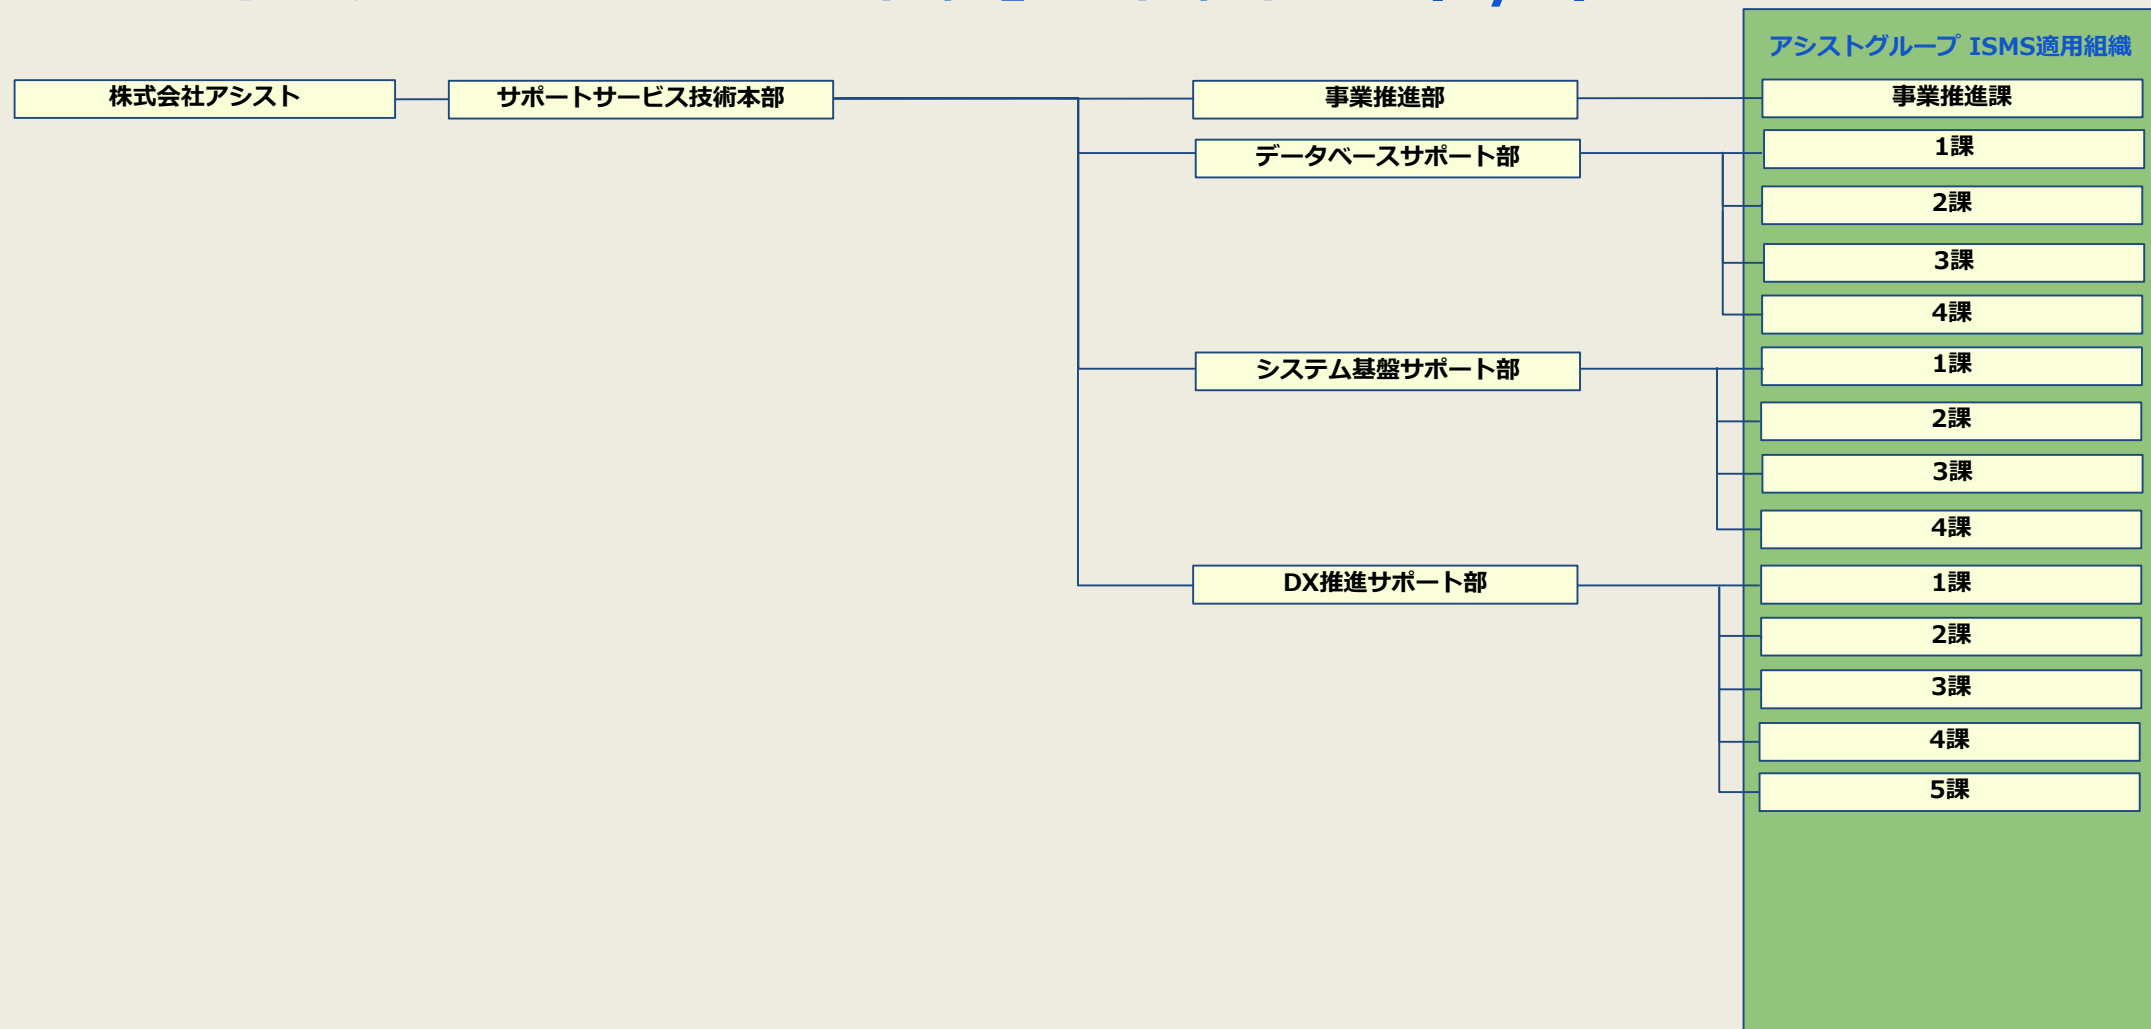 アシストグループ ISMS適用組織
株式会社アシスト
サポートサービス技術本部
事業推進部
事業推進課
データベースサポート部
1課
2課
3課
4課
システム基盤サポート部
1課
2課
3課
4課
DX推進サポート部
1課
2課
3課
4課
5課